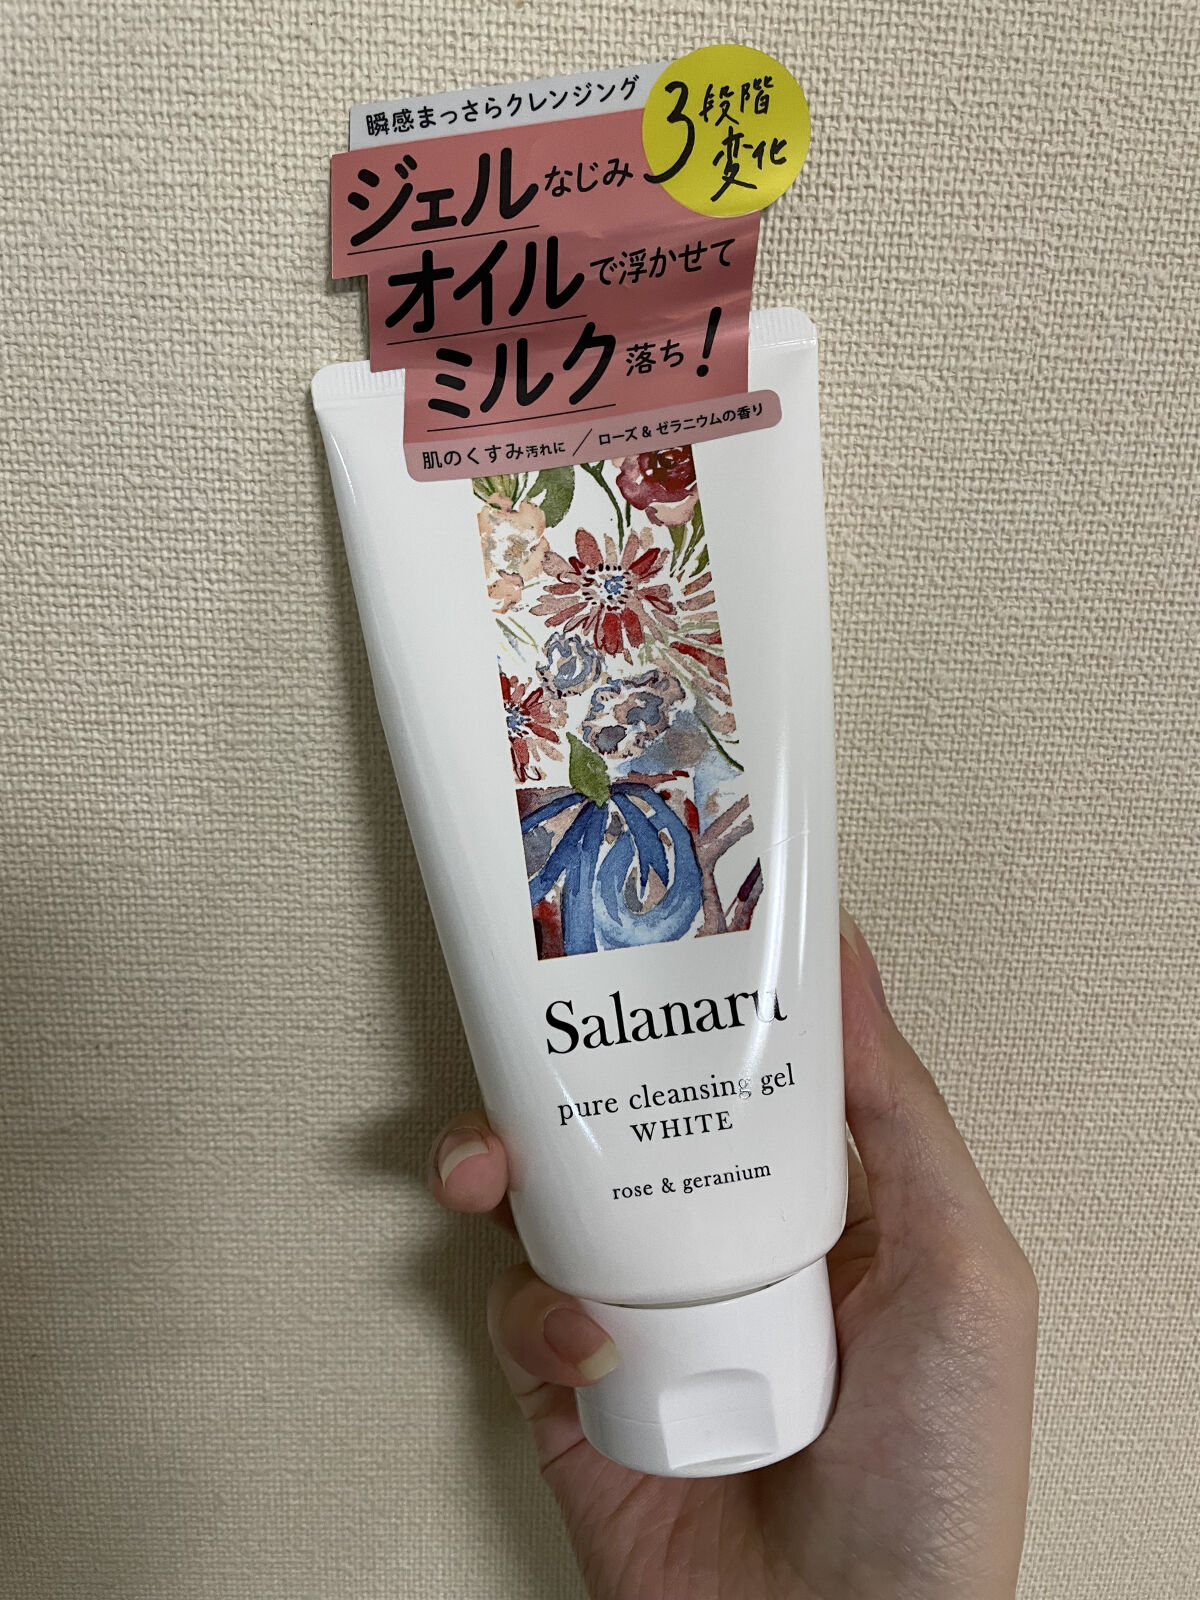 瞬感まっさらクレンジング
3段階
変化
ジェルなじみ
オイルで浮かせて
ミルク落ち!
肌のくすみ汚れに/ローズ&ゼラニウムの香り
Salanaru
pure cleansing gel
WHITE
rose & geranium